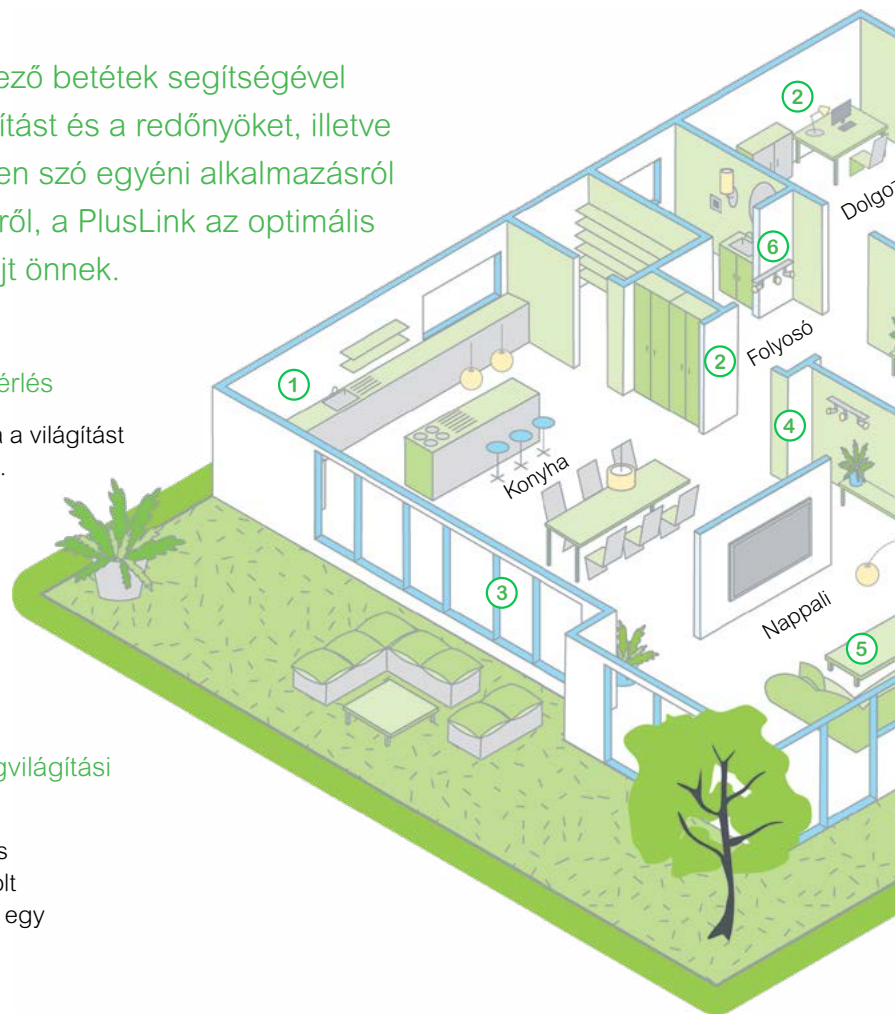 ező betétek segítségével
ítást és a redőnyöket, illetve
en szó egyéni alkalmazásról
ről, a PlusLink az optimális
jt önnek.
érlés
a világítást
.
gvilágítási
s
olt
egy
1
2
2
3
4
5
6
Konyha
Folyosó
Nappali
Dolgoz